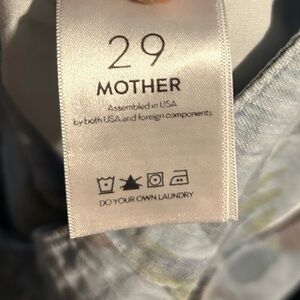 29
MOTHER
Assembled in USA
by both USA and foreign components
DO YOUR OWN LAUNDRY